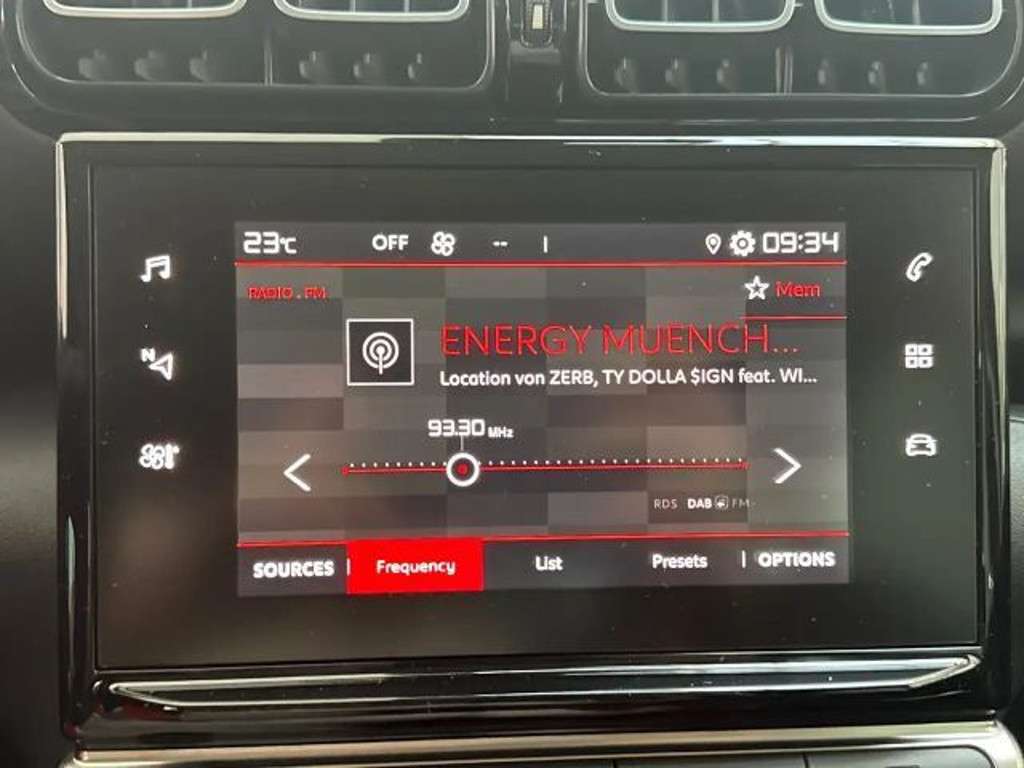 23°C OFF -- | 09:34
RADIO . FM
Mem
ENERGY MUENCH...
Location von ZERB, TY DOLLA $IGN feat. WI...
93.30 MHz
N
RDS DAB FM
SOURCES | Frequency List Presets | OPTIONS